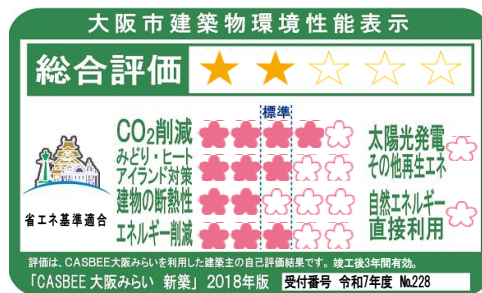 大阪市建築物環境性能表示
総合評価
標準
CO₂削減
みどり・ヒート
アイランド対策
建物の断熱性
エネルギー削減
太陽光発電
その他再生エネ
自然エネルギー
直接利用
省エネ基準適合
評価は、CASBEE大阪みらいを利用した建築主の自己評価結果です。竣工後3年間有効。
「CASBEE大阪みらい 新築」2018年版 受付番号 令和7年度 №228